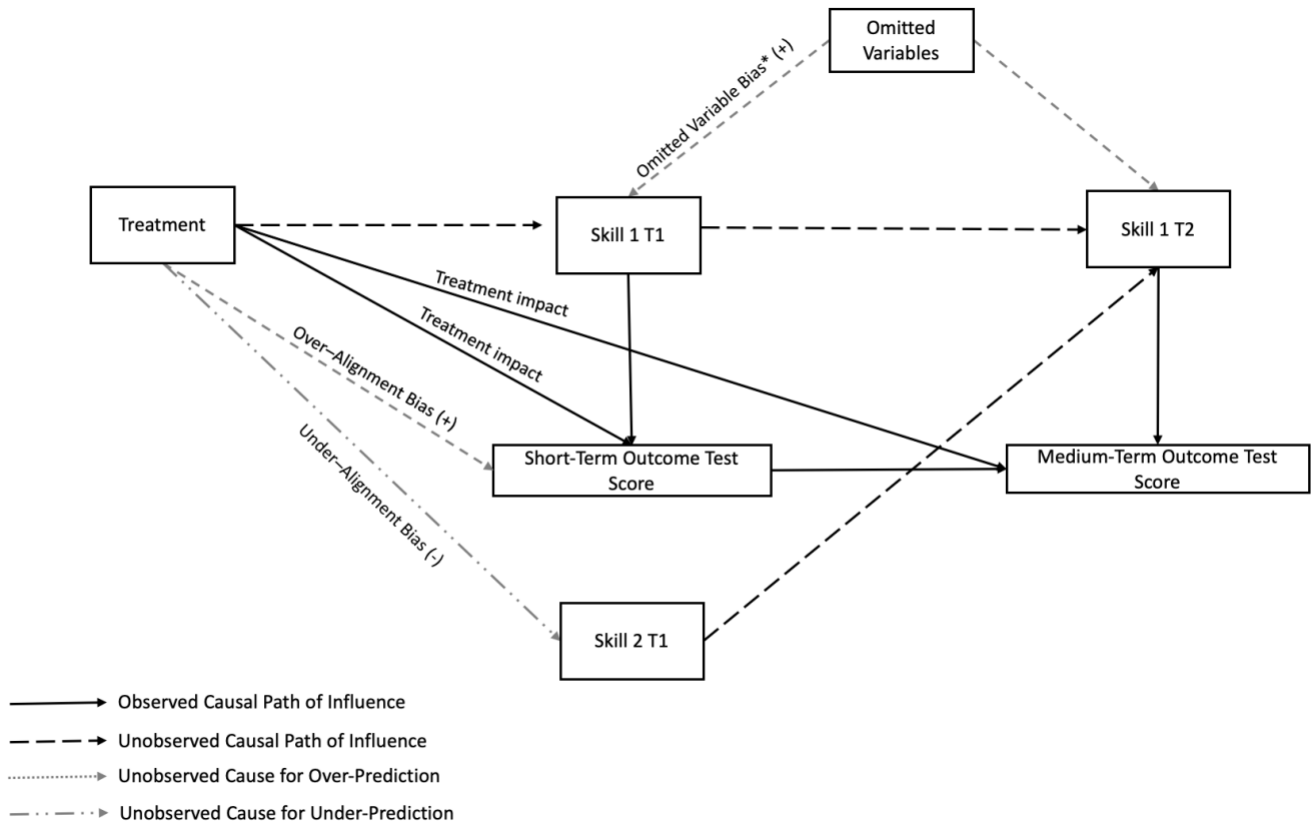 Omitted
Variables
Omitted Variable Bias* (+)
Treatment
Skill 1 T1
Skill 1 T2
Treatment impact
Treatment impact
Over–Alignment Bias (+)
Under–Alignment Bias (-)
Short-Term Outcome Test
Score
Medium-Term Outcome Test
Score
Skill 2 T1
Observed Causal Path of Influence
Unobserved Causal Path of Influence
Unobserved Cause for Over-Prediction
Unobserved Cause for Under-Prediction